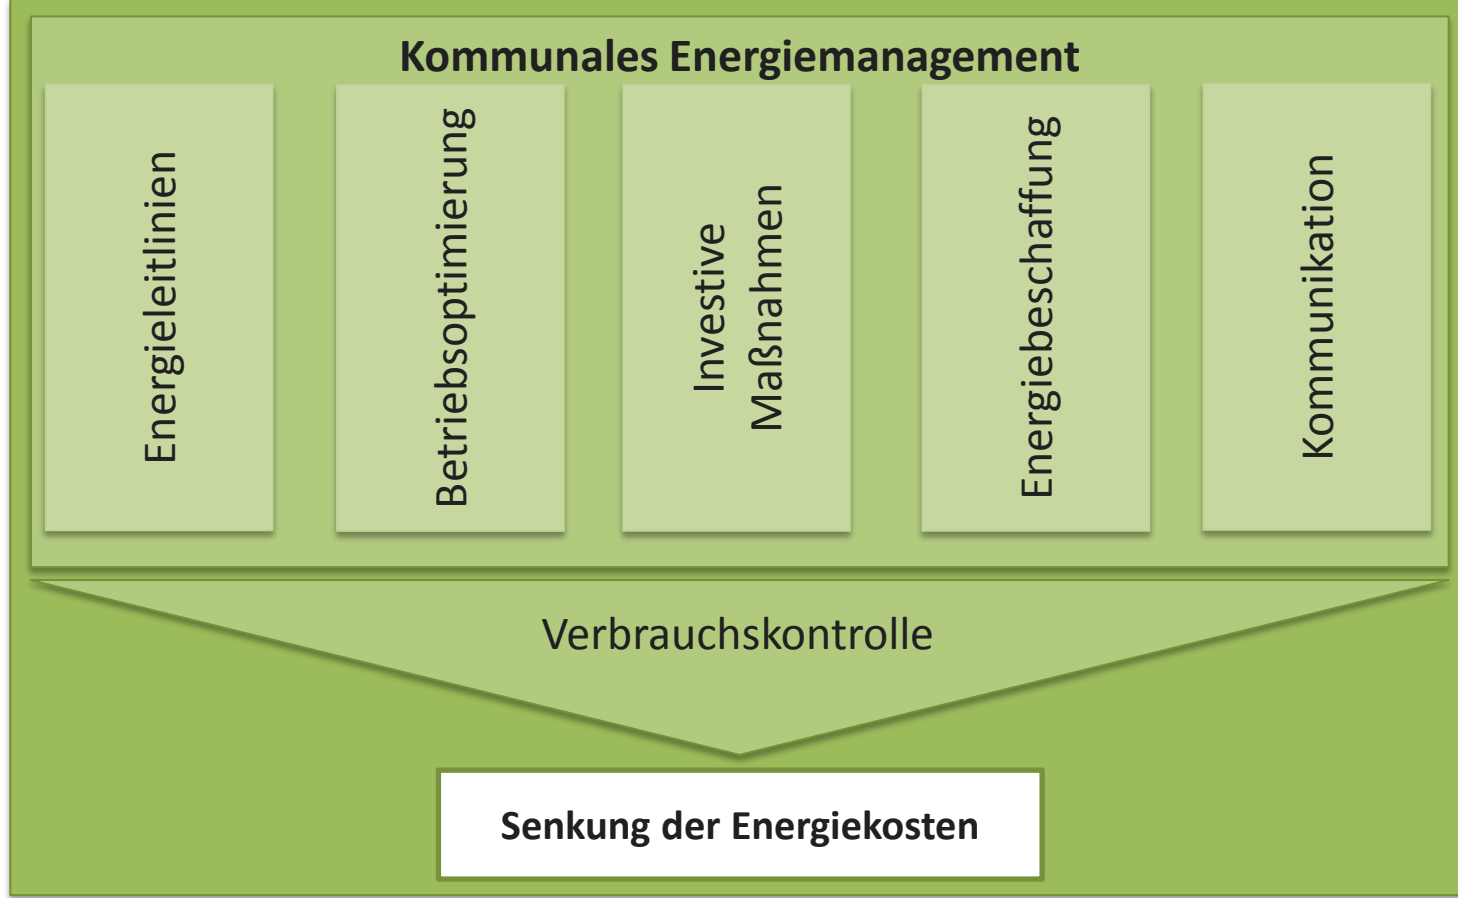 Kommunales Energiemanagement
Energieleitlinien
Betriebsoptimierung
Investive
Maßnahmen
Energiebeschaffung
Kommunikation
Verbrauchskontrolle
Senkung der Energiekosten